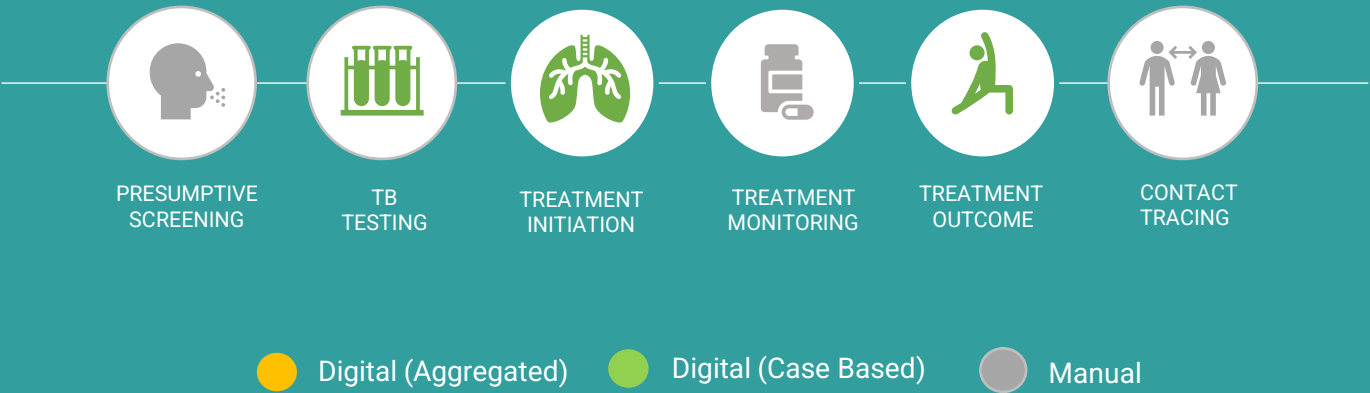 PRESUMPTIVE
SCREENING
TB
TESTING
TREATMENT
INITIATION
TREATMENT
MONITORING
TREATMENT
OUTCOME
CONTACT
TRACING
Digital (Aggregated)
Digital (Case Based)
Manual